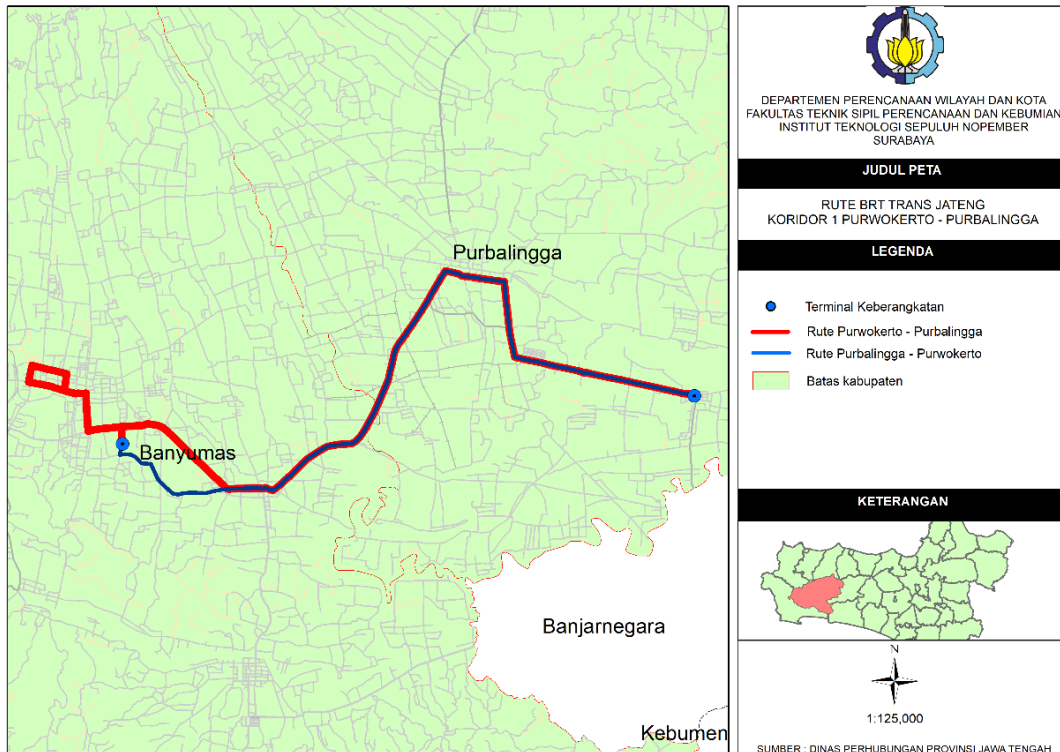 Purbalingga
Banyumas
Banjarnegara
Kebumen
DEPARTEMEN PERENCANAAN WILAYAH DAN KOTA
FAKULTAS TEKNIK SIPIL PERENCANAAN DAN KEBUMIAN
INSTITUT TEKNOLOGI SEPULUH NOPEMBER
SURABAYA
JUDUL PETA
RUTE BRT TRANS JATENG
KORIDOR 1 PURWOKERTO - PURBALINGGA
LEGENDA
Terminal Keberangkatan
Rute Purwokerto - Purbalingga
Rute Purbalingga - Purwokerto
Batas kabupaten
KETERANGAN
N
1:125,000
SUMBER : DINAS PERHUBUNGAN PROVINSI JAWA TENGAH